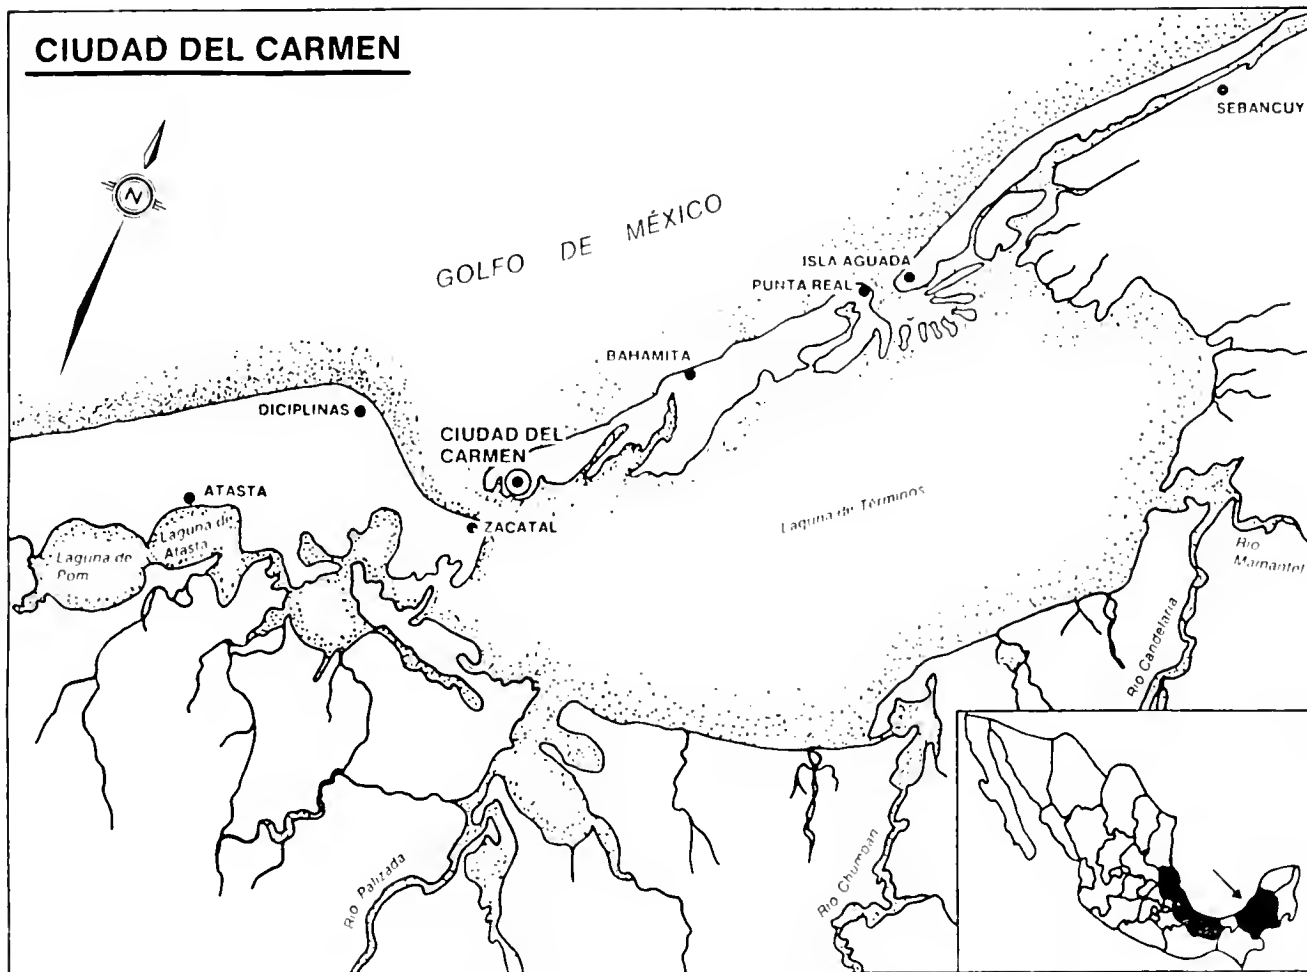 CIUDAD DEL CARMEN
N
SEBANCUY
GOLFO DE MÉXICO
ISLA AGUADA
PUNTA REAL
BAHAMITA
DICIPLINAS
CIUDAD DEL
CARMEN
ATASTA
ZACATAL
Laguna de Términos
Laguna de
Atasta
Laguna de
Pom
Río
Mamantel
Río Candelaria
Río Chumpan
Río Palizada